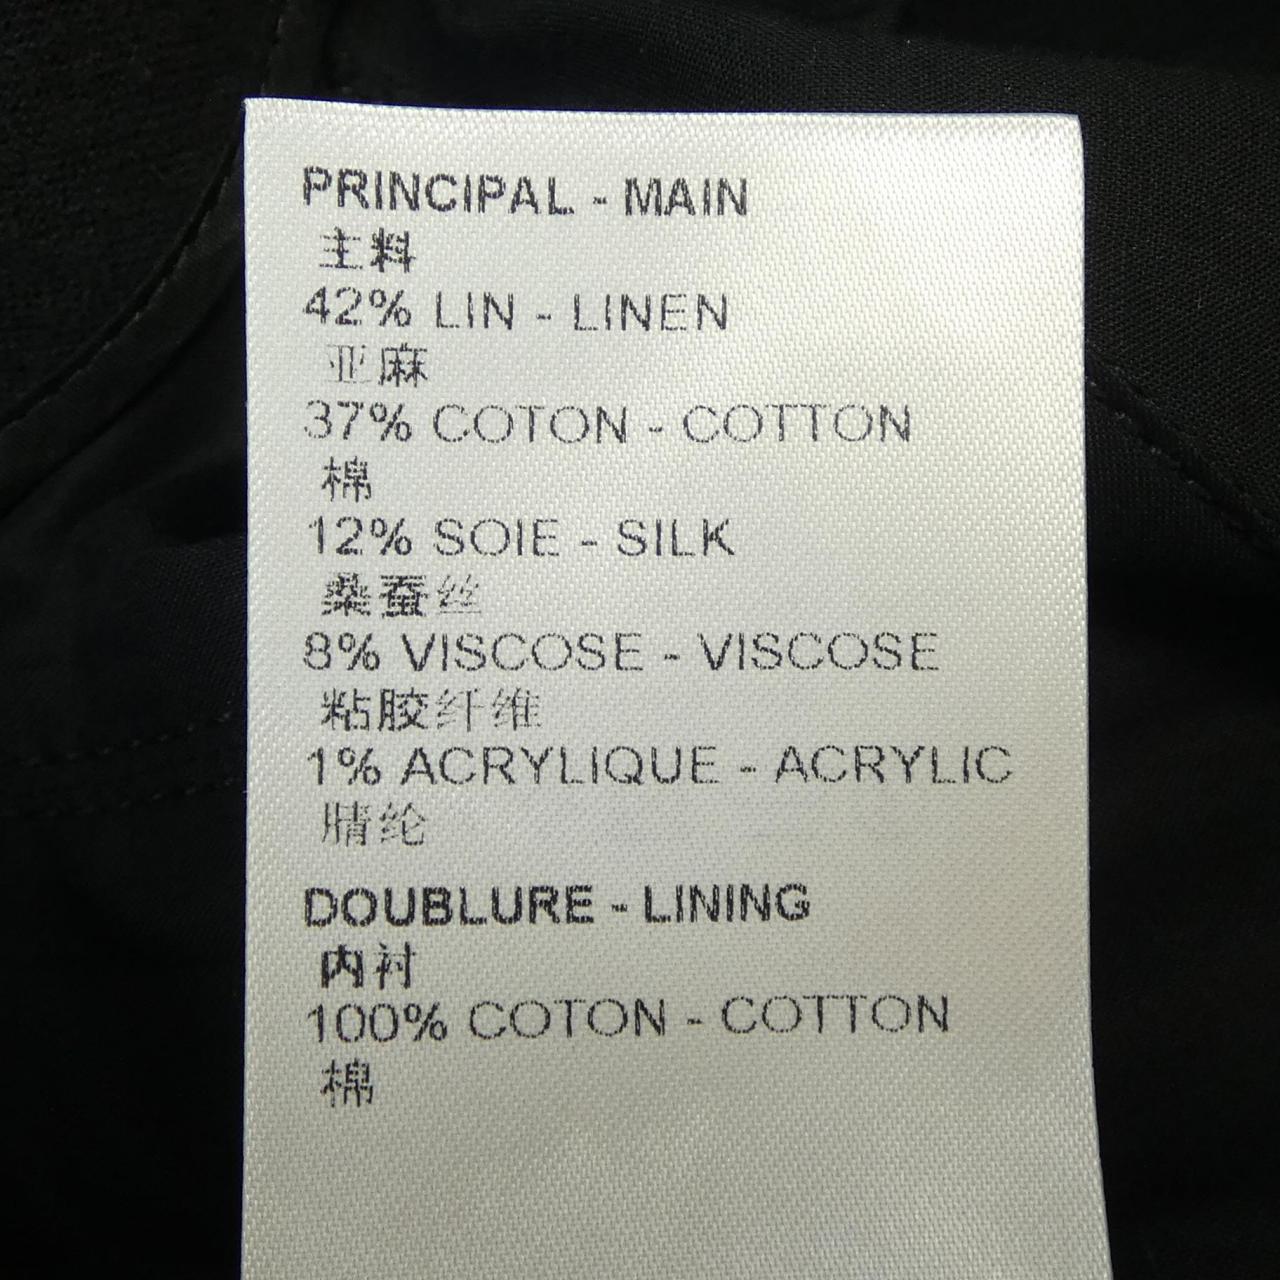 PRINCIPAL - MAIN
主料
42% LIN - LINEN
亚麻
37% COTON - COTTON
棉
12% SOIE - SILK
桑蚕丝
8% VISCOSE - VISCOSE
粘胶纤维
1% ACRYLIQUE - ACRYLIC
腈纶
DOUBLURE - LINING
内衬
100% COTON - COTTON
棉